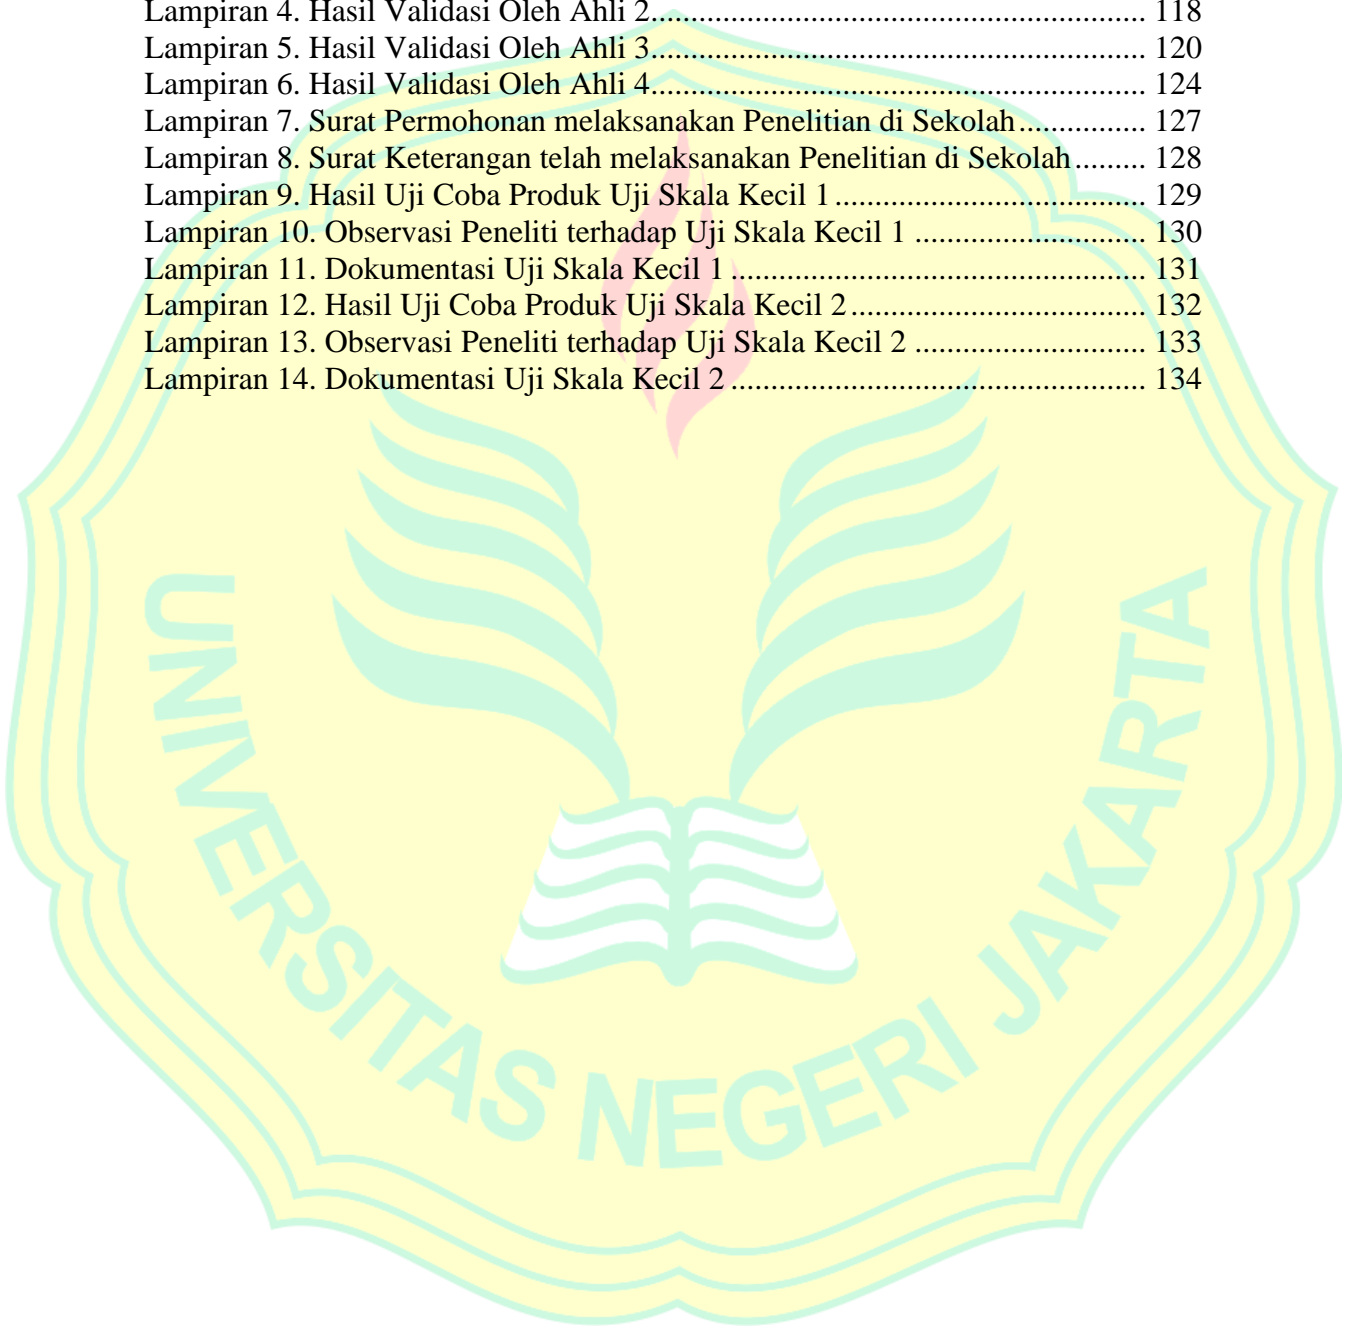 Lampiran 4. Hasil Validasi Oleh Ahli 2............................................................. 118
Lampiran 5. Hasil Validasi Oleh Ahli 3............................................................. 120
Lampiran 6. Hasil Validasi Oleh Ahli 4............................................................. 124
Lampiran 7. Surat Permohonan melaksanakan Penelitian di Sekolah............... 127
Lampiran 8. Surat Keterangan telah melaksanakan Penelitian di Sekolah......... 128
Lampiran 9. Hasil Uji Coba Produk Uji Skala Kecil 1...................................... 129
Lampiran 10. Observasi Peneliti terhadap Uji Skala Kecil 1 ............................ 130
Lampiran 11. Dokumentasi Uji Skala Kecil 1................................................... 131
Lampiran 12. Hasil Uji Coba Produk Uji Skala Kecil 2.................................... 132
Lampiran 13. Observasi Peneliti terhadap Uji Skala Kecil 2 ............................ 133
Lampiran 14. Dokumentasi Uji Skala Kecil 2................................................... 134
UNIVERSITAS NEGERI JAKARTA